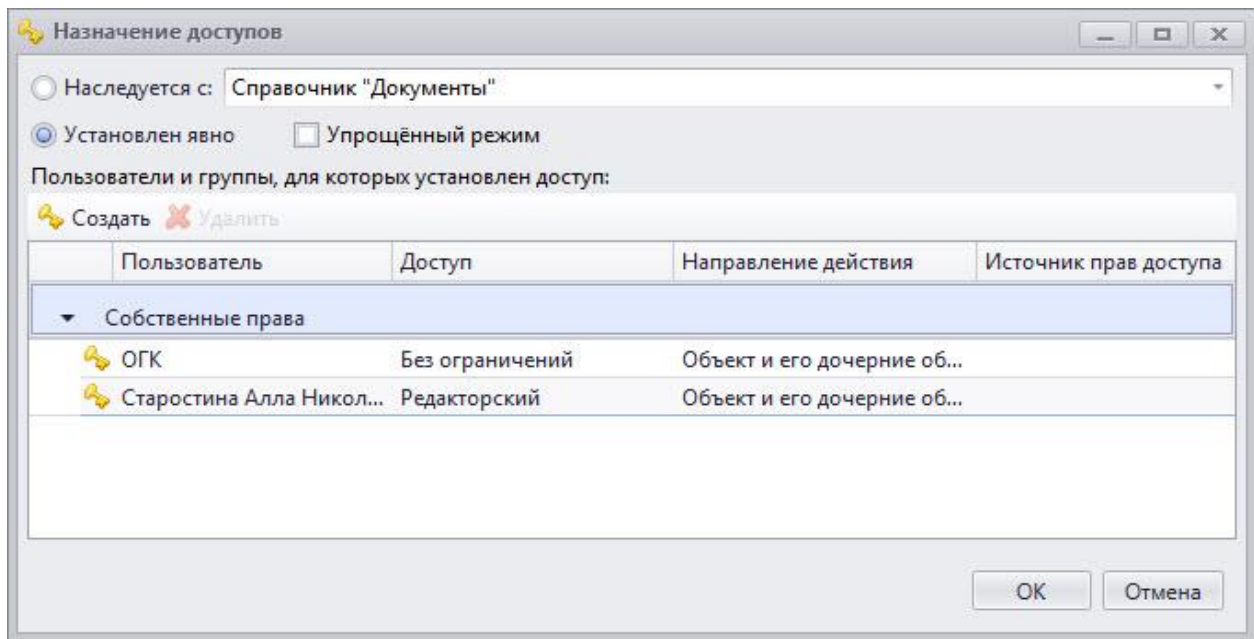 Назначение доступов
Наследуется с: Справочник "Документы"
Установлен явно Упрощённый режим
Пользователи и группы, для которых установлен доступ:
Создать Удалить
Пользователь Доступ Направление действия Источник прав доступа
Собственные права
ОГК Без ограничений Объект и его дочерние об...
Старостина Алла Никол... Редакторский Объект и его дочерние об...
ОК Отмена